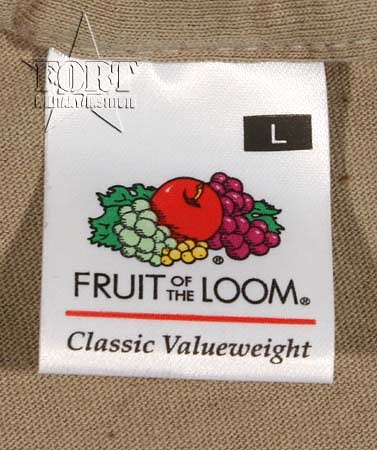 FORT
L
FRUIT OF THE LOOM®
Classic Valueweight